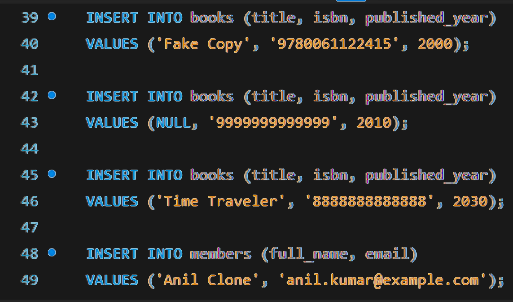 39 INSERT INTO books (title, isbn, published_year)
40 VALUES ('Fake Copy', '9780061122415', 2000);
41
42 INSERT INTO books (title, isbn, published_year)
43 VALUES (NULL, '9999999999999', 2010);
44
45 INSERT INTO books (title, isbn, published_year)
46 VALUES ('Time Traveler', '8888888888888', 2030);
47
48 INSERT INTO members (full_name, email)
49 VALUES ('Anil Clone', 'anil.kumar@example.com');